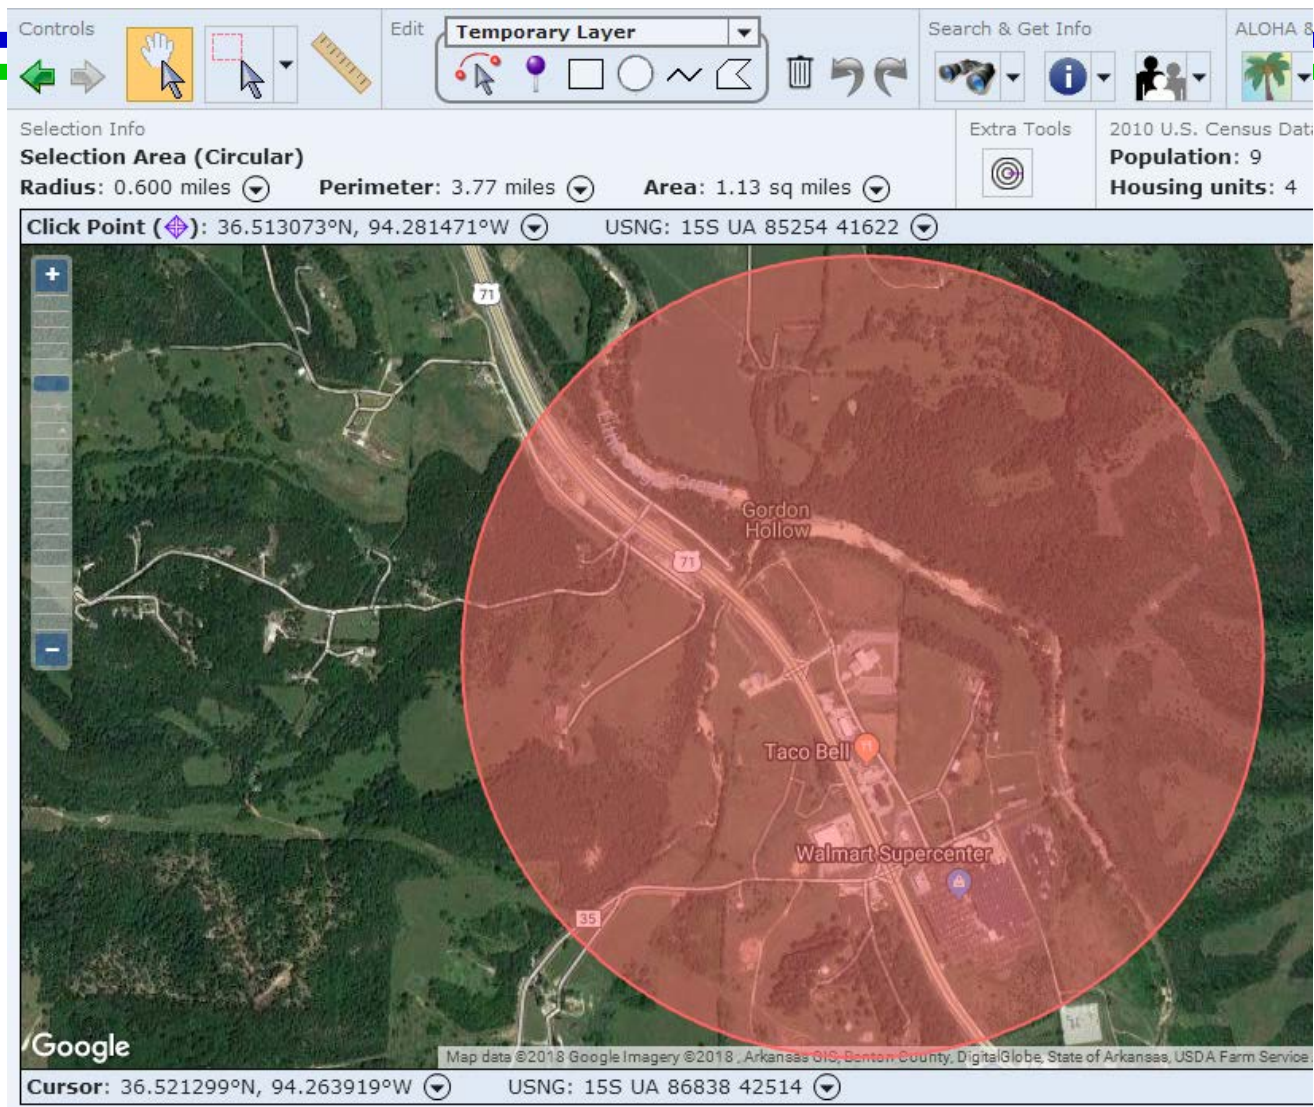 Controls
Edit
Temporary Layer
Search & Get Info
ALOHA &
Selection Info
Selection Area (Circular)
Radius: 0.600 miles Perimeter: 3.77 miles Area: 1.13 sq miles
Extra Tools
2010 U.S. Census Data
Population: 9
Housing units: 4
Click Point ( ): 36.513073ºN, 94.281471ºW USNG: 15S UA 85254 41622
71
Gordon
Hollow
71
Taco Bell
Walmart Supercenter
35
Google
Map data ©2018 Google Imagery ©2018 , Arkansas GIS, Benton County, DigitalGlobe, State of Arkansas, USDA Farm Service
Cursor: 36.521299ºN, 94.263919ºW USNG: 15S UA 86838 42514